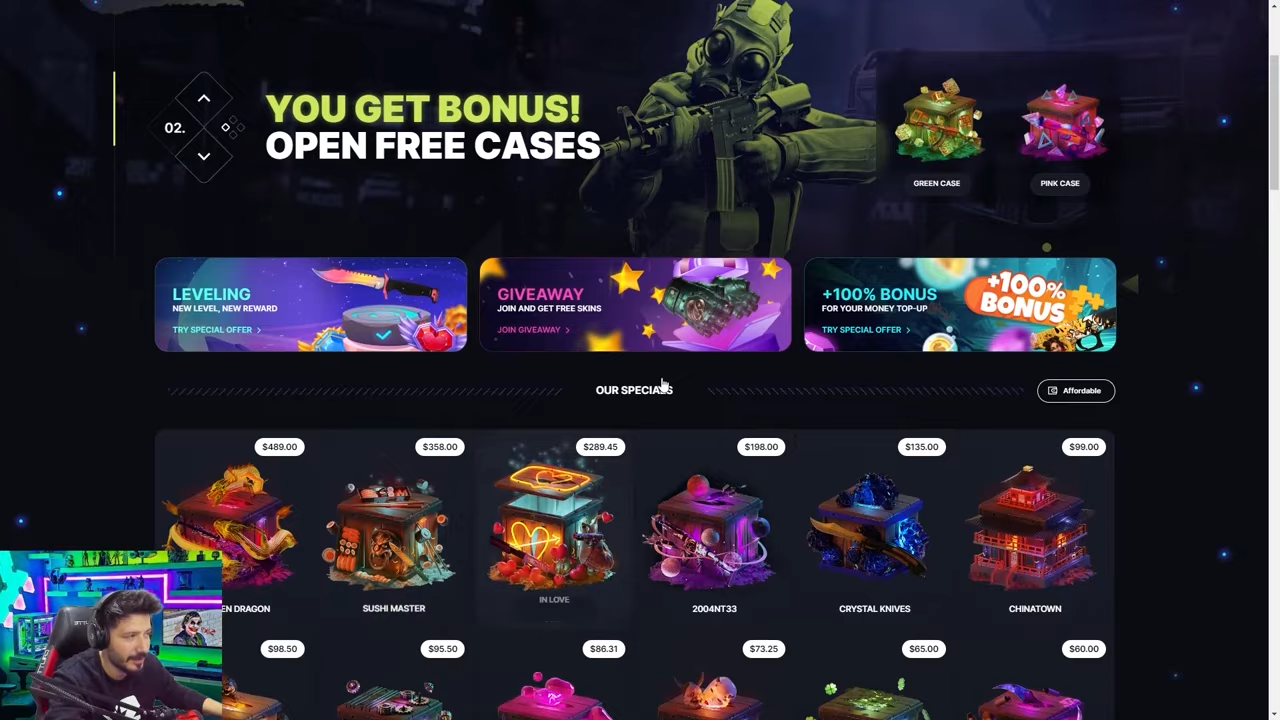 02.
YOU GET BONUS!
OPEN FREE CASES
GREEN CASE
PINK CASE
LEVELING
NEW LEVEL, NEW REWARD
TRY SPECIAL OFFER >
GIVEAWAY
JOIN AND GET FREE SKINS
JOIN GIVEAWAY >
+100% BONUS
FOR YOUR MONEY TOP-UP
TRY SPECIAL OFFER >
+100%
BONUS
OUR SPECIALS
Affordable
$489.00
$358.00
$289.45
$198.00
$135.00
$99.00
EN DRAGON
SUSHI MASTER
IN LOVE
2004NT33
CRYSTAL KNIVES
CHINATOWN
$98.50
$95.50
$86.31
$73.25
$65.00
$60.00